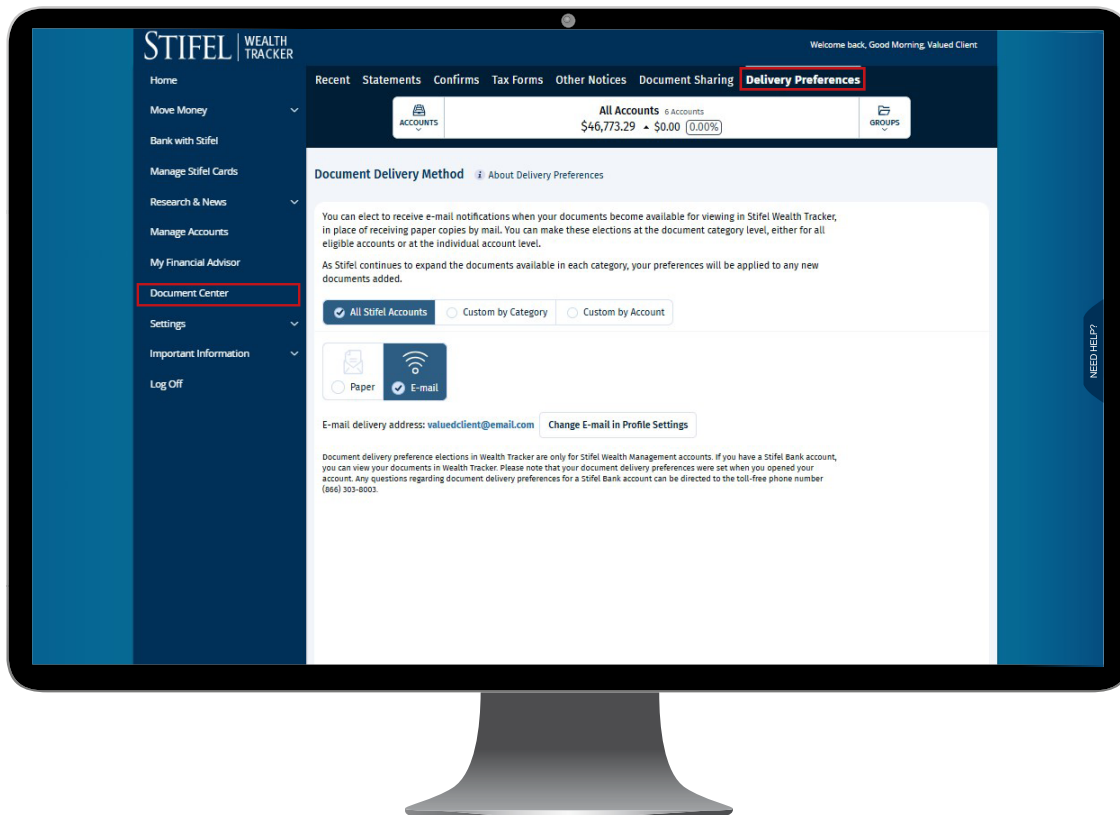 STIFEL WEALTH TRACKER
Welcome back, Good Morning, Valued Client
Home
Move Money
Bank with Stifel
Manage Stifel Cards
Research & News
Manage Accounts
My Financial Advisor
Document Center
Settings
Important Information
Log Off
Recent Statements Confirms Tax Forms Other Notices Document Sharing Delivery Preferences
ACCOUNTS
All Accounts 6 Accounts
$46,773.29 ▲ $0.00 (0.00%)
GROUPS
Document Delivery Method i About Delivery Preferences
You can elect to receive e-mail notifications when your documents become available for viewing in Stifel Wealth Tracker,
in place of receiving paper copies by mail. You can make these elections at the document category level, either for all
eligible accounts or at the individual account level.
As Stifel continues to expand the documents available in each category, your preferences will be applied to any new
documents added.
All Stifel Accounts Custom by Category Custom by Account
Paper E-mail
E-mail delivery address: valuedclient@email.com Change E-mail in Profile Settings
Document delivery preference elections in Wealth Tracker are only for Stifel Wealth Management accounts. If you have a Stifel Bank account,
you can view your documents in Wealth Tracker. Please note that your document delivery preferences were set when you opened your
account. Any questions regarding document delivery preferences for a Stifel Bank account can be directed to the toll-free phone number
(866) 303-8003.
NEED HELP?